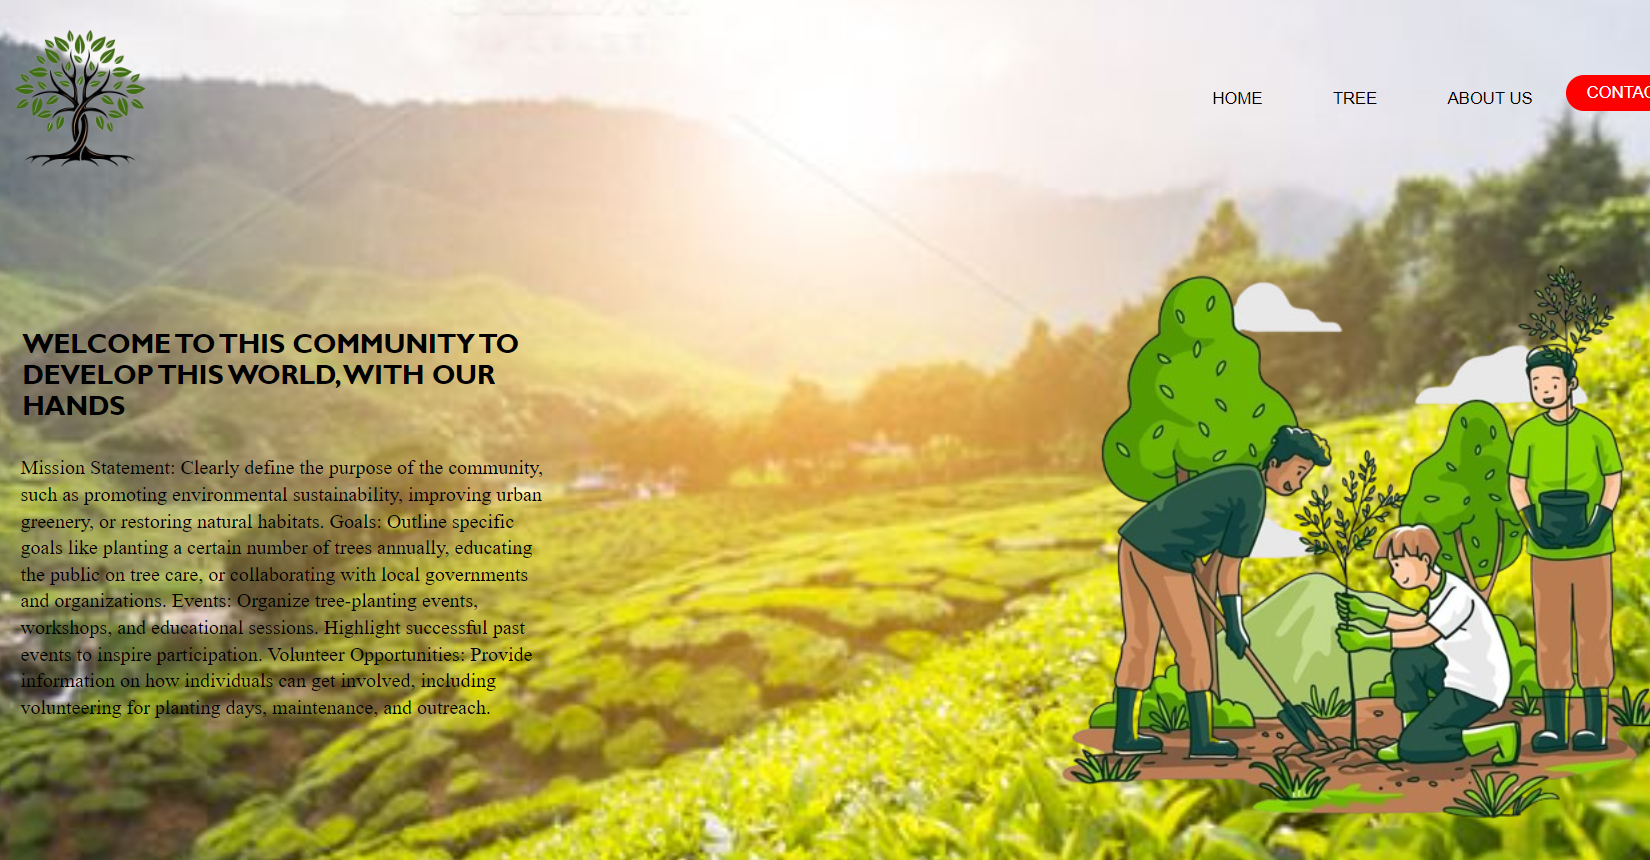 HOME TREE ABOUT US CONTAC
WELCOME TO THIS COMMUNITY TO
DEVELOP THIS WORLD, WITH OUR
HANDS
Mission Statement: Clearly define the purpose of the community,
such as promoting environmental sustainability, improving urban
greenery, or restoring natural habitats. Goals: Outline specific
goals like planting a certain number of trees annually, educating
the public on tree care, or collaborating with local governments
and organizations. Events: Organize tree-planting events,
workshops, and educational sessions. Highlight successful past
events to inspire participation. Volunteer Opportunities: Provide
information on how individuals can get involved, including
volunteering for planting days, maintenance, and outreach.